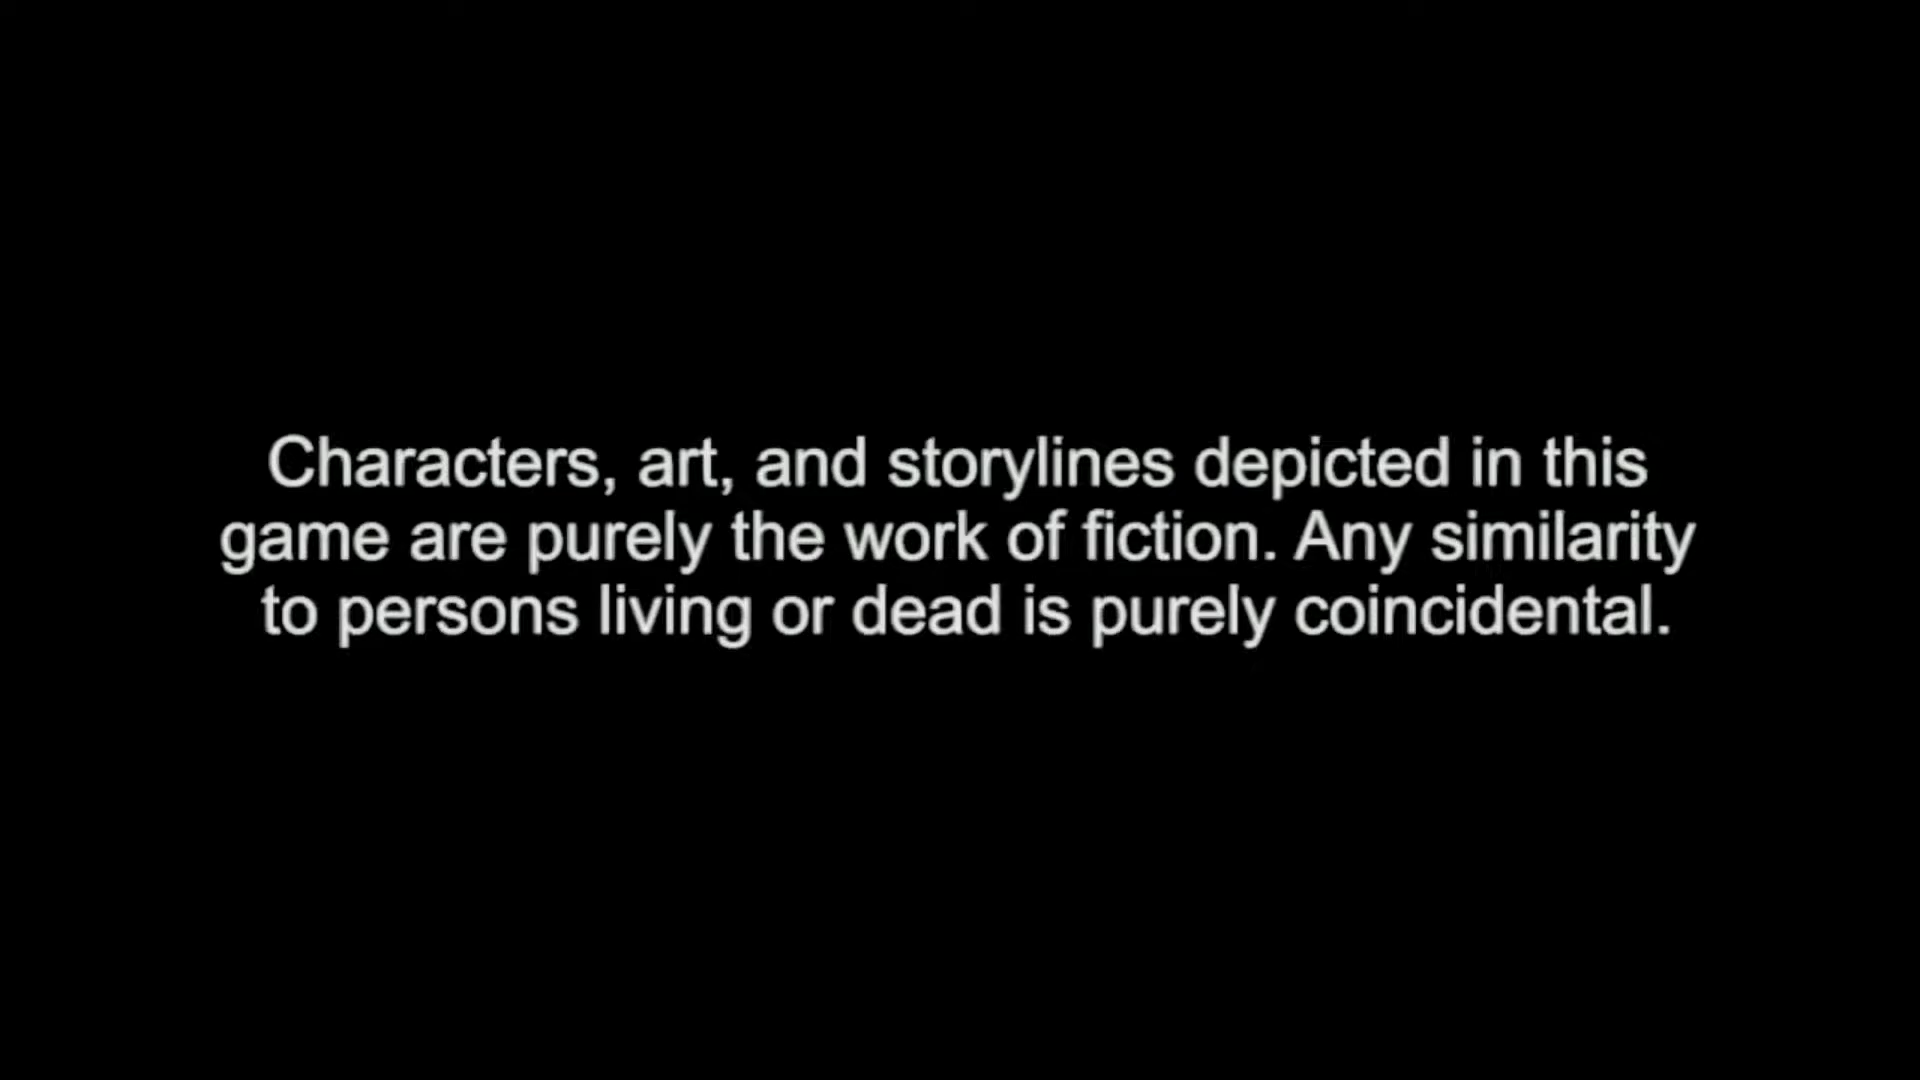 Characters, art, and storylines depicted in this
game are purely the work of fiction. Any similarity
to persons living or dead is purely coincidental.